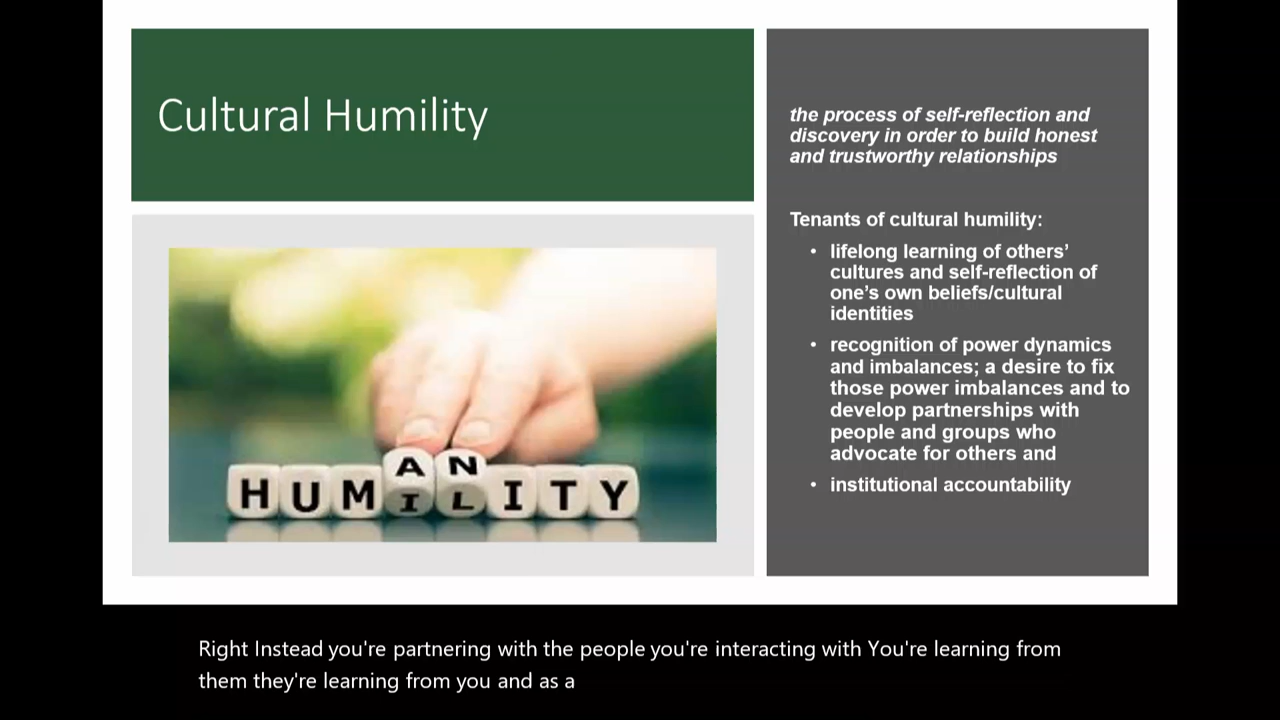 Cultural Humility
the process of self-reflection and
discovery in order to build honest
and trustworthy relationships
Tenants of cultural humility:
• lifelong learning of others’
cultures and self-reflection of
one’s own beliefs/cultural
identities
• recognition of power dynamics
and imbalances; a desire to fix
those power imbalances and to
develop partnerships with
people and groups who
advocate for others and
• institutional accountability
A N
H U M I L I T Y
Right Instead you're partnering with the people you're interacting with You're learning from
them they're learning from you and as a